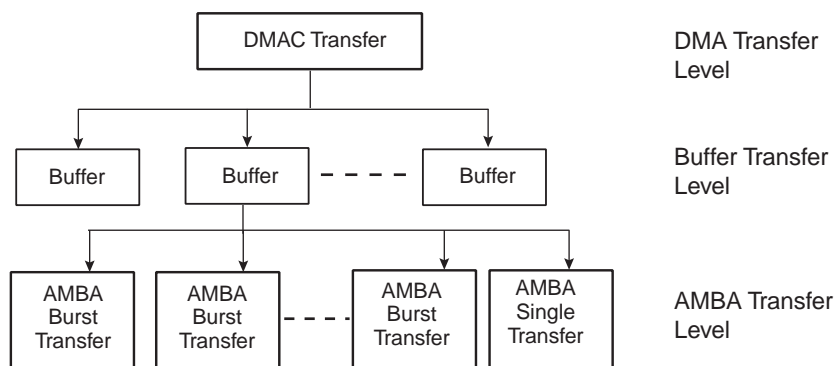 DMAC Transfer
DMA Transfer
Level
Buffer
Buffer
Buffer
Buffer Transfer
Level
AMBA
Burst
Transfer
AMBA
Burst
Transfer
AMBA
Burst
Transfer
AMBA
Single
Transfer
AMBA Transfer
Level